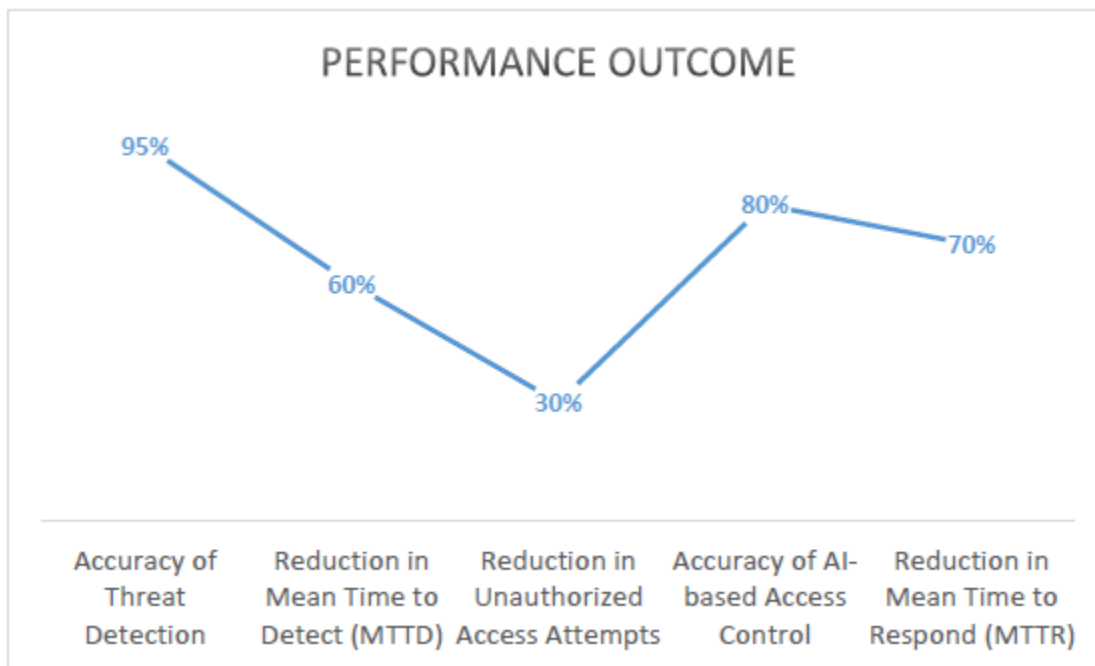 PERFORMANCE OUTCOME
95%
60%
30%
80%
70%
Accuracy of
Threat
Detection
Reduction in
Mean Time to
Detect (MTTD)
Reduction in
Unauthorized
Access Attempts
Accuracy of AI-
based Access
Control
Reduction in
Mean Time to
Respond (MTTR)